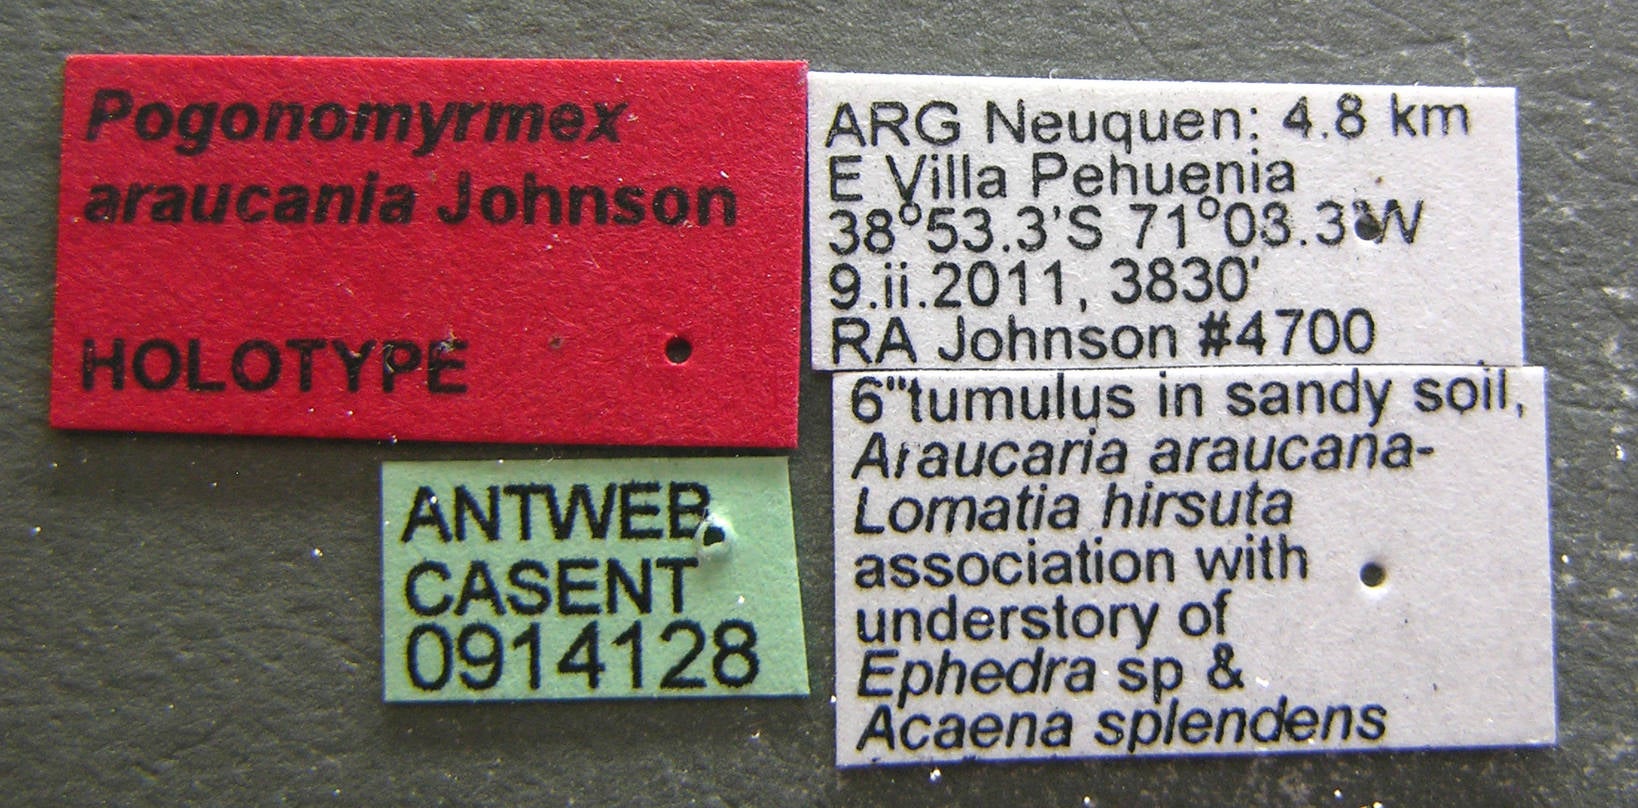 Pogonomyrmex
araucania Johnson
HOLOTYPE
ARG Neuquen: 4.8 km
E Villa Pehuenia
38°53.3'S 71°03.3'W
9.ii.2011, 3830'
RA Johnson #4700
6"tumulus in sandy soil,
Araucaria araucana-
Lomatia hirsuta
association with
understory of
Ephedra sp &
Acaena splendens
ANTWEB
CASENT
0914128